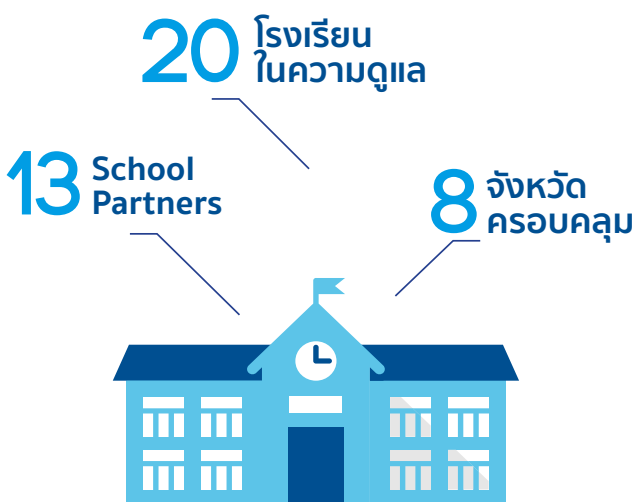 20 โรงเรียน
ในความดูแล
13 School
Partners
8 จังหวัด
ครอบคลุม